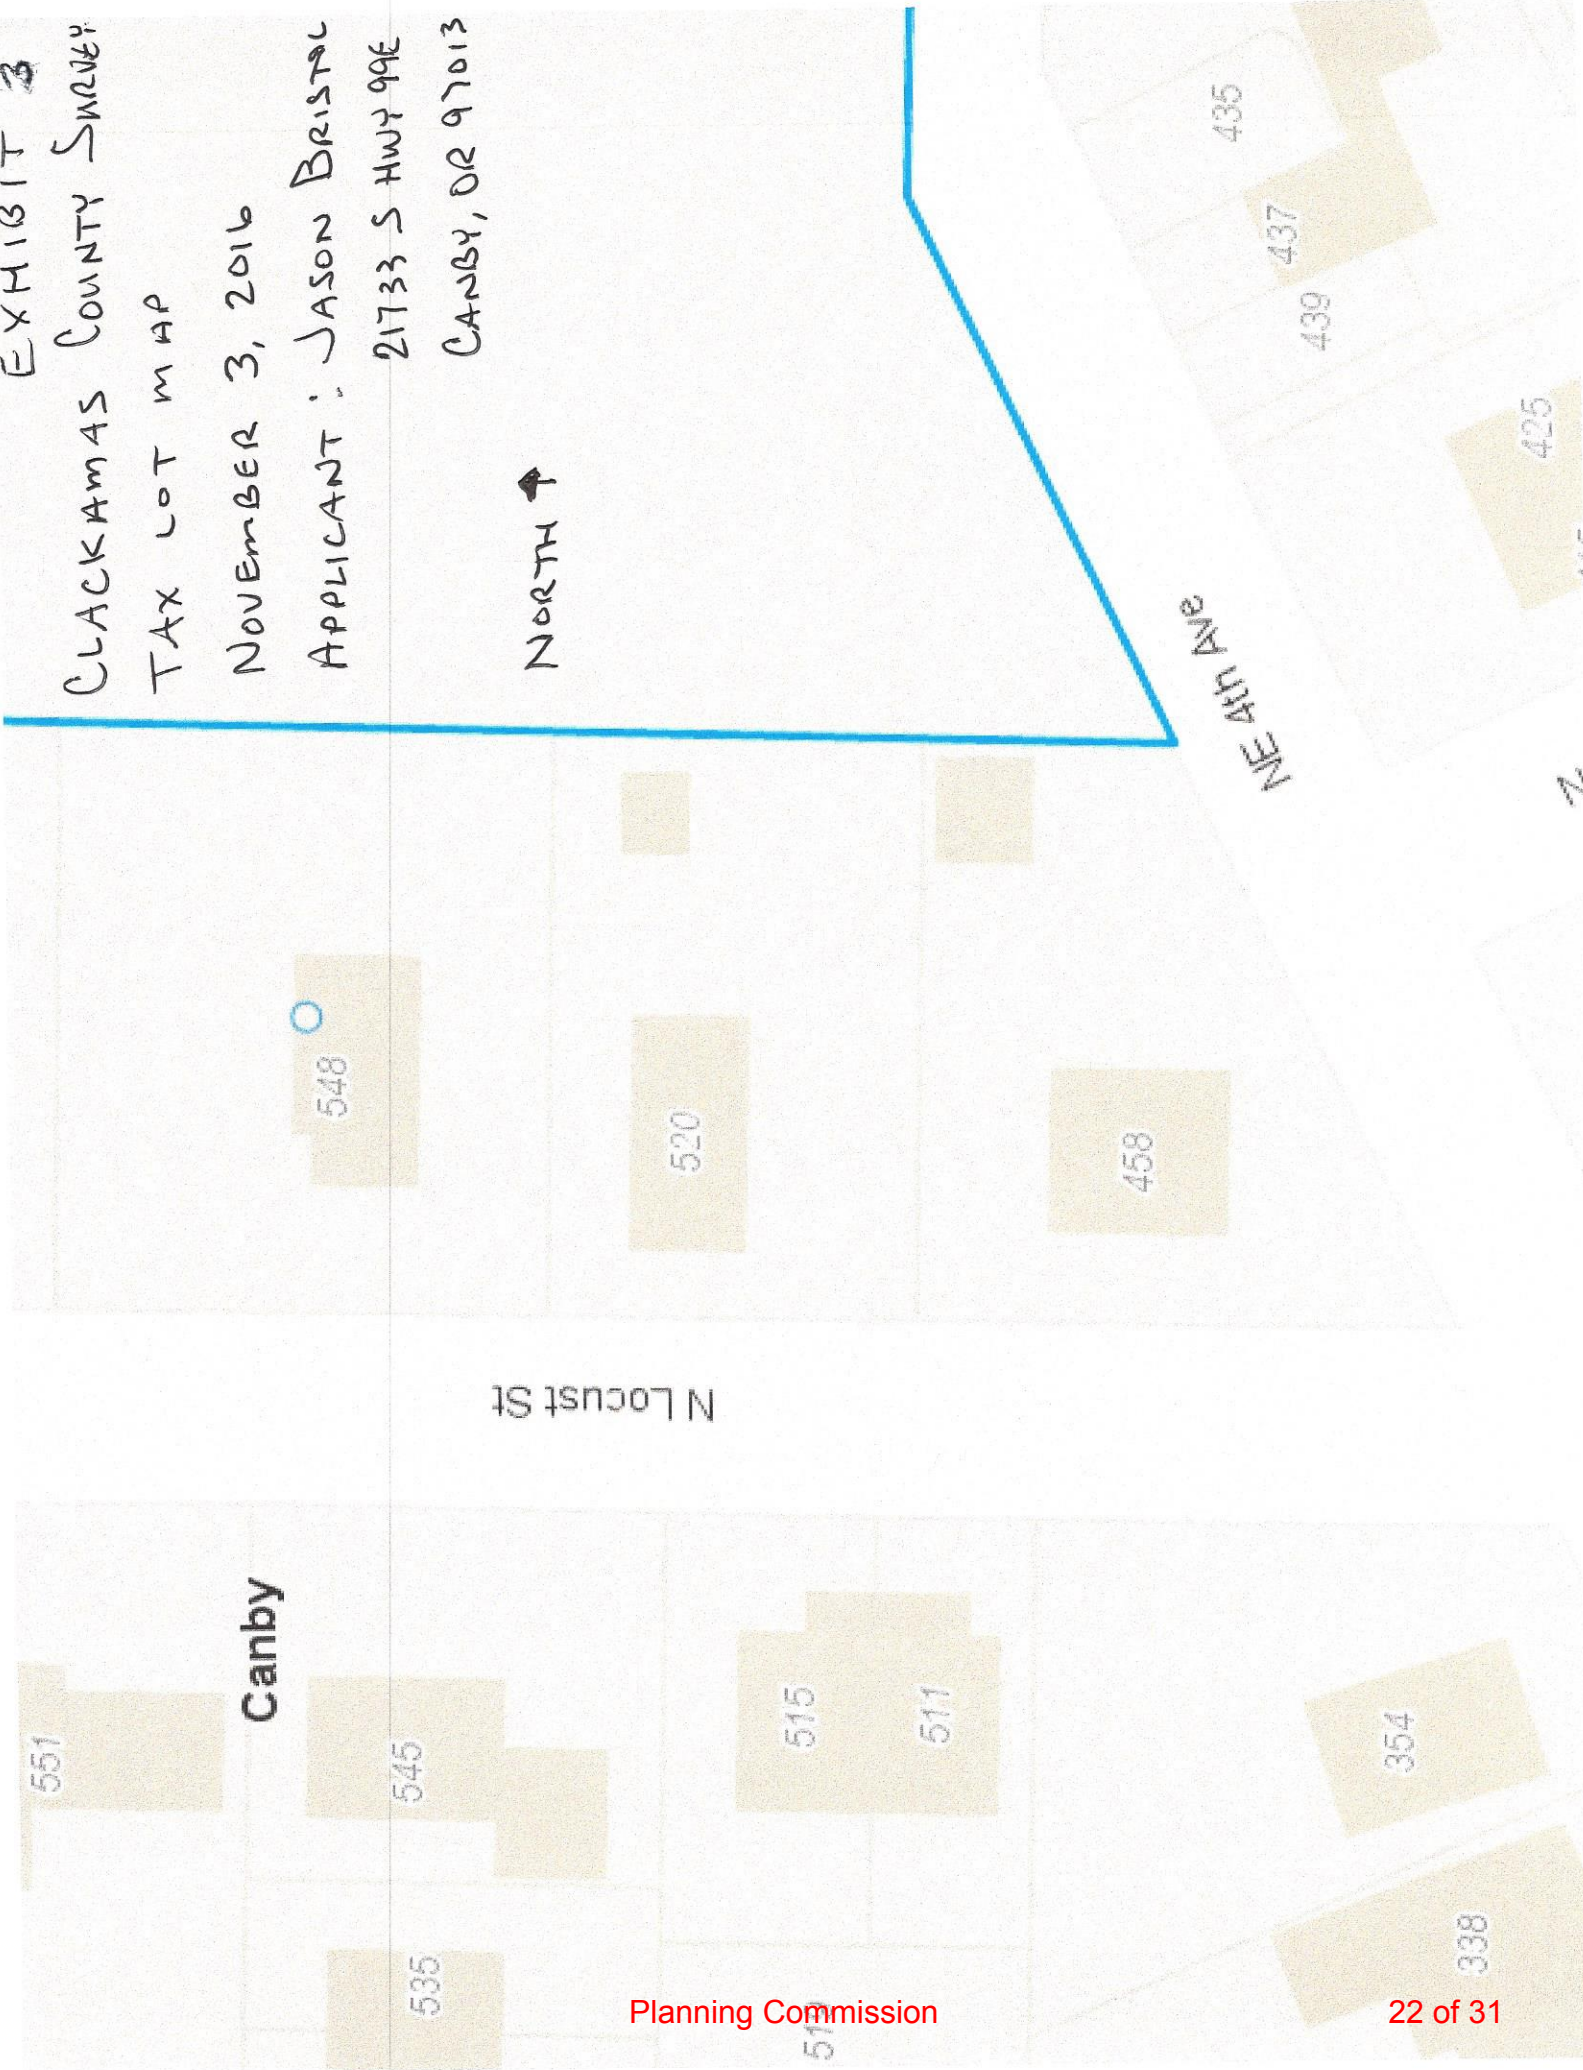 EXHIBIT 3
CLACKAMAS COUNTY SURVEY
TAX LOT MAP
NOVEMBER 3, 2016
APPLICANT: JASON BRISTOL
21733 S HWY 99E
CANBY, OR 97013
NORTH ↑
435
437
439
425
NE 4th Ave
548
520
458
N Locust St
Canby
551
545
515
511
354
535
338
Planning Commission
22 of 31